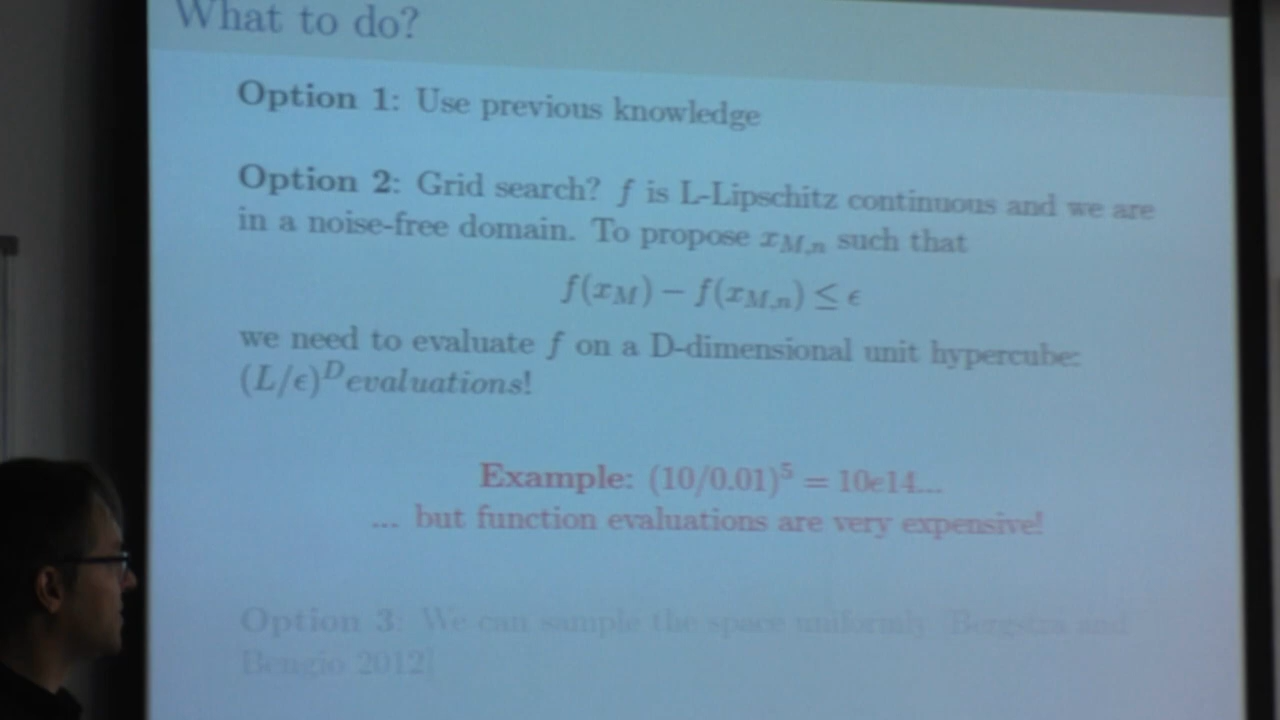 What to do?
Option 1: Use previous knowledge
Option 2: Grid search? f is L-Lipschitz continuous and we are
in a noise-free domain. To propose x_{M,n} such that
f(x_M) − f(x_{M,n}) ≤ ϵ
we need to evaluate f on a D-dimensional unit hypercube:
(L/ϵ)^D evaluations!
Example: (10/0.01)^5 = 10e14...
... but function evaluations are very expensive!
Option 3: We can sample the space uniformly [Bergstra and
Bengio 2012]